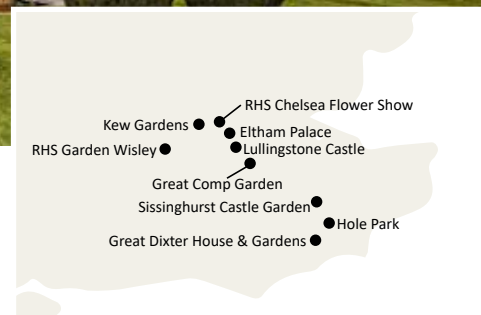 RHS Chelsea Flower Show
Kew Gardens
Eltham Palace
RHS Garden Wisley
Lullingstone Castle
Great Comp Garden
Sissinghurst Castle Garden
Hole Park
Great Dixter House & Gardens